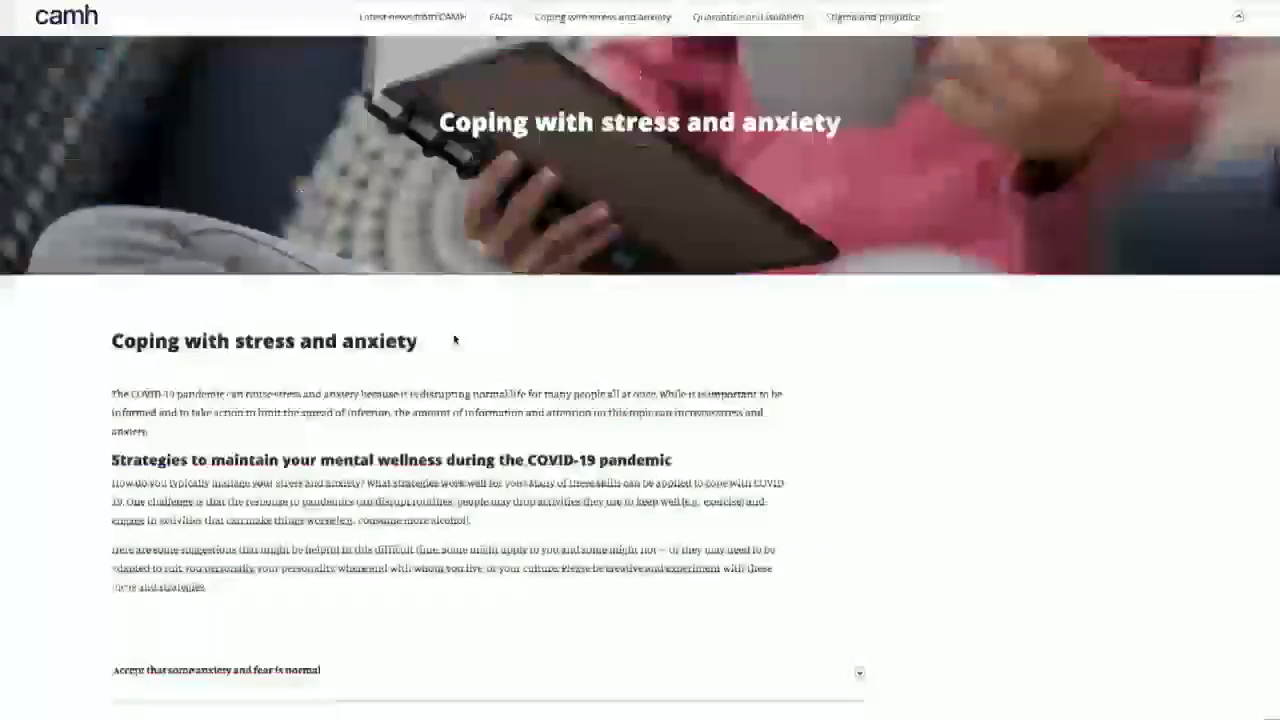 camh
Latest news from CAMH FAQs Coping with stress and anxiety Quarantine and isolation Stigma and prejudice
Coping with stress and anxiety
Coping with stress and anxiety
The COVID-19 pandemic can cause stress and anxiety because it is disrupting normal life for many people all at once. While it is important to be
informed and to take action to limit the spread of infection, the amount of information and attention on this topic can increase stress and
anxiety.
Strategies to maintain your mental wellness during the COVID-19 pandemic
How do you typically manage your stress and anxiety? What strategies work well for you? Many of these skills can be applied to cope with COVID-
19. One challenge is that the response to pandemics can disrupt routines; people may drop activities they use to keep well (e.g., exercise) and
engage in activities that can make things worse (e.g., consume more alcohol).
Here are some suggestions that might be helpful in this difficult time. Some might apply to you and some might not – or they may need to be
adapted to suit you personally, your personality, where and with whom you live, or your culture. Please be creative and experiment with these
and strategies.
Accept that some anxiety and fear is normal